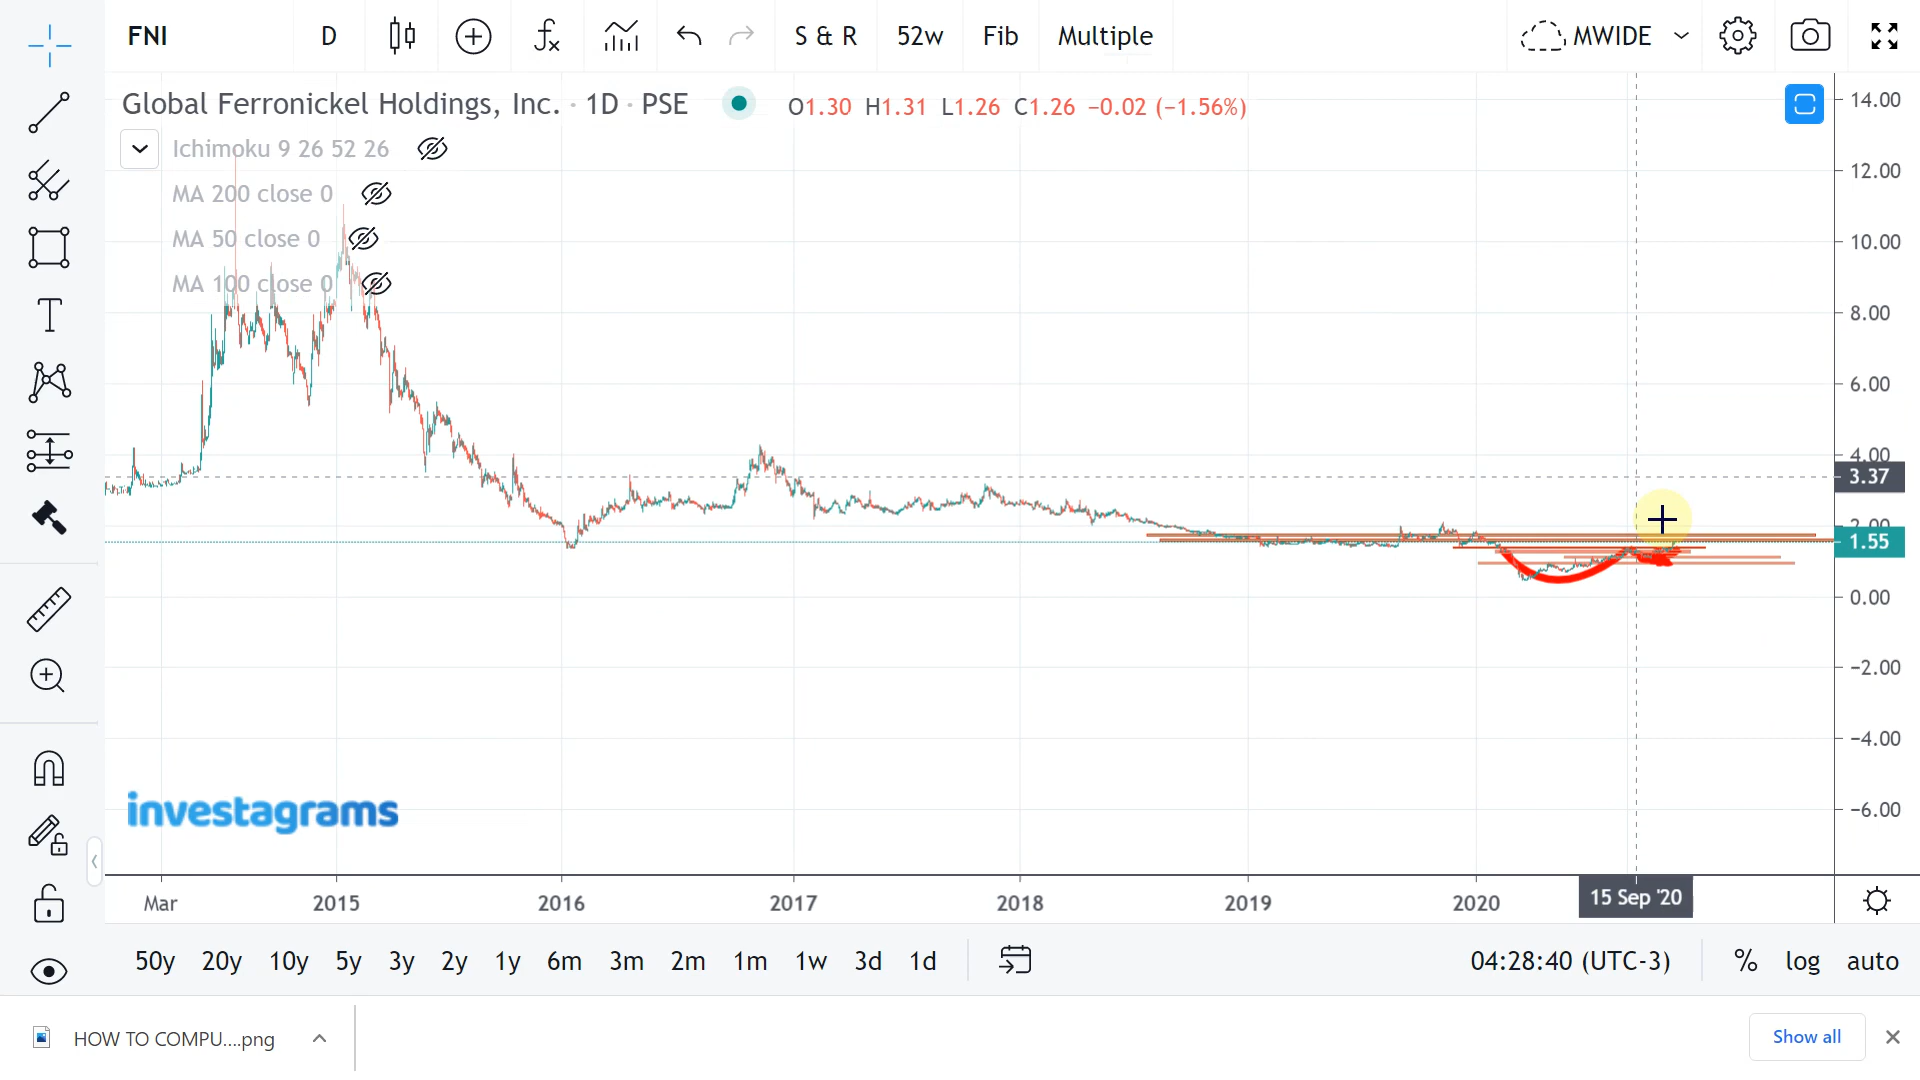 FNI D S & R 52w Fib Multiple MWIDE
Global Ferronickel Holdings, Inc. · 1D · PSE O1.30 H1.31 L1.26 C1.26 −0.02 (−1.56%)
Ichimoku 9 26 52 26
MA 200 close 0
MA 50 close 0
MA 100 close 0
14.00
12.00
10.00
8.00
6.00
4.00
3.37
2.00
1.55
0.00
−2.00
−4.00
−6.00
investagrams
Mar 2015 2016 2017 2018 2019 2020 15 Sep '20
50y 20y 10y 5y 3y 2y 1y 6m 3m 2m 1m 1w 3d 1d 04:28:40 (UTC-3) % log auto
HOW TO COMPU....png Show all